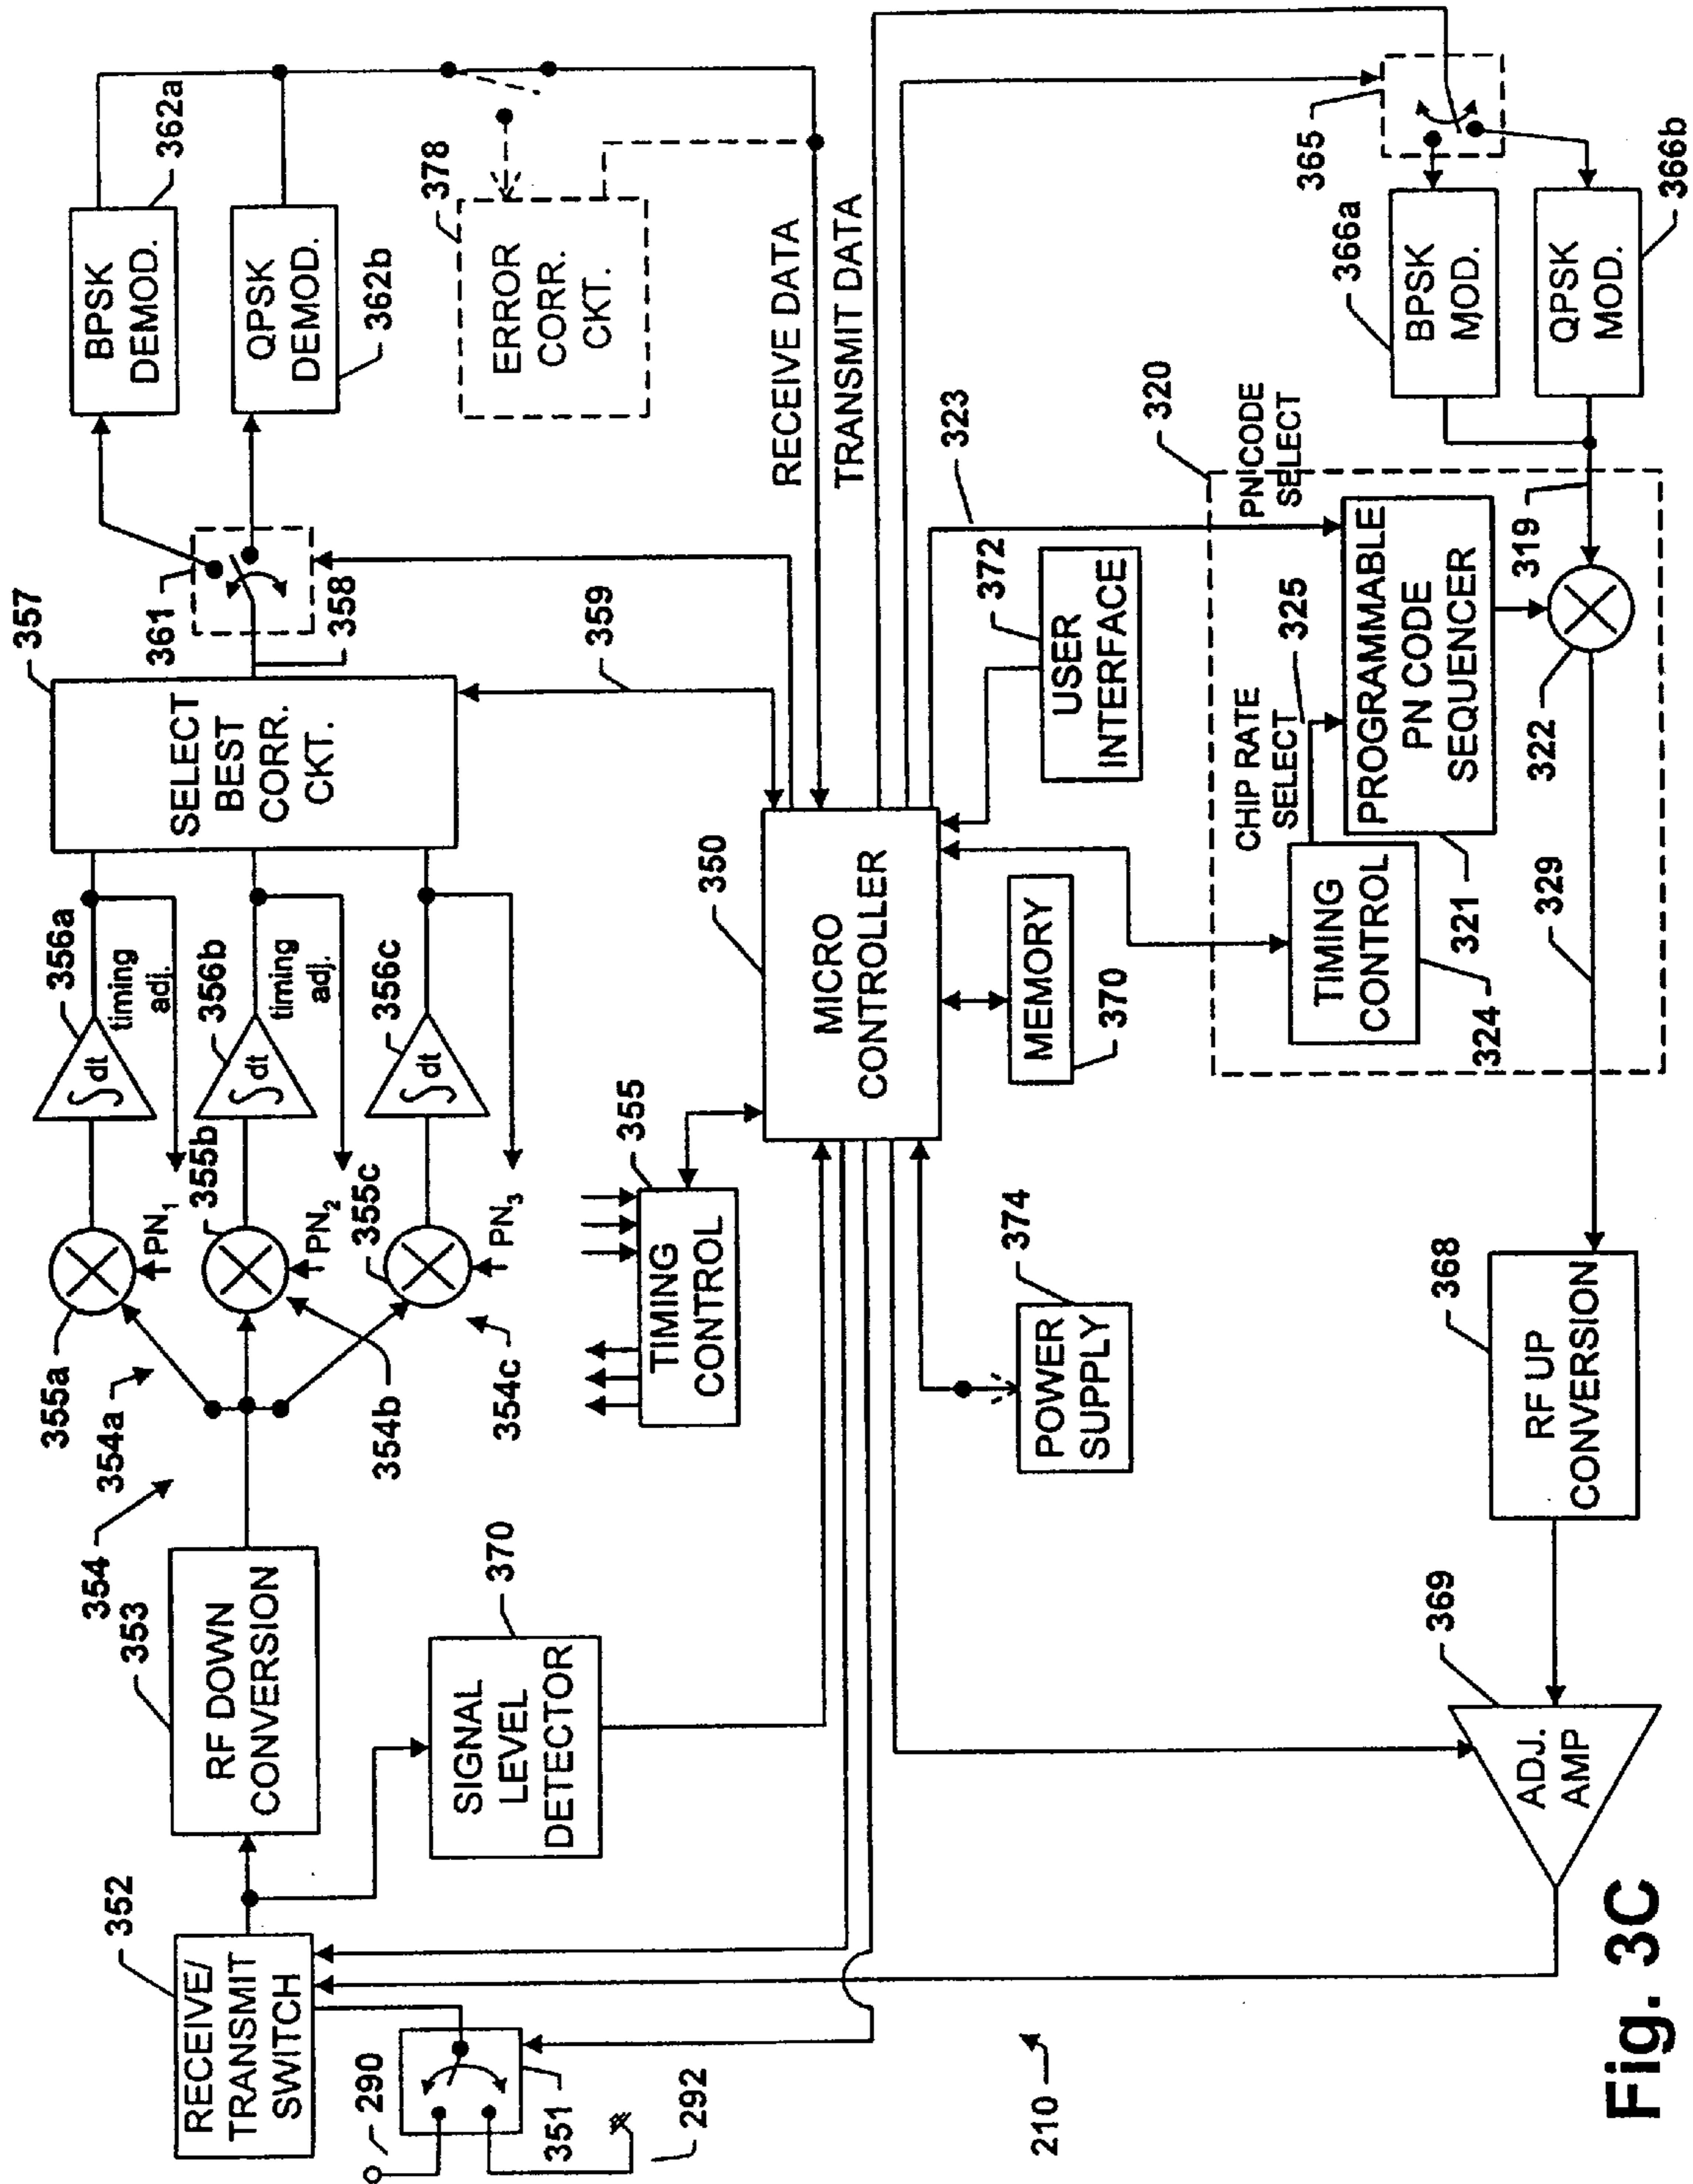 352
RECEIVE/
TRANSMIT
SWITCH
290
351
292
210
353
RF DOWN
CONVERSION
370
SIGNAL
LEVEL
DETECTOR
354
354a
354b
354c
355a
355b
355c
PN1
PN2
PN3
356a
∫dt
timing
adj.
356b
∫dt
timing
adj.
356c
∫dt
357
SELECT
BEST
CORR.
CKT.
358
359
361
BPSK
DEMOD.
362a
QPSK
DEMOD.
362b
378
ERROR
CORR.
CKT.
RECEIVE DATA
TRANSMIT DATA
355
TIMING
CONTROL
350
MICRO
CONTROLLER
MEMORY
370
372
USER
INTERFACE
374
POWER
SUPPLY
323
320
PN CODE
SELECT
CHIP RATE
SELECT
325
TIMING
CONTROL
324
PROGRAMMABLE
PN CODE
SEQUENCER
321
322
319
329
365
BPSK
MOD.
366a
QPSK
MOD.
366b
368
RF UP
CONVERSION
369
ADJ.
AMP
Fig. 3C